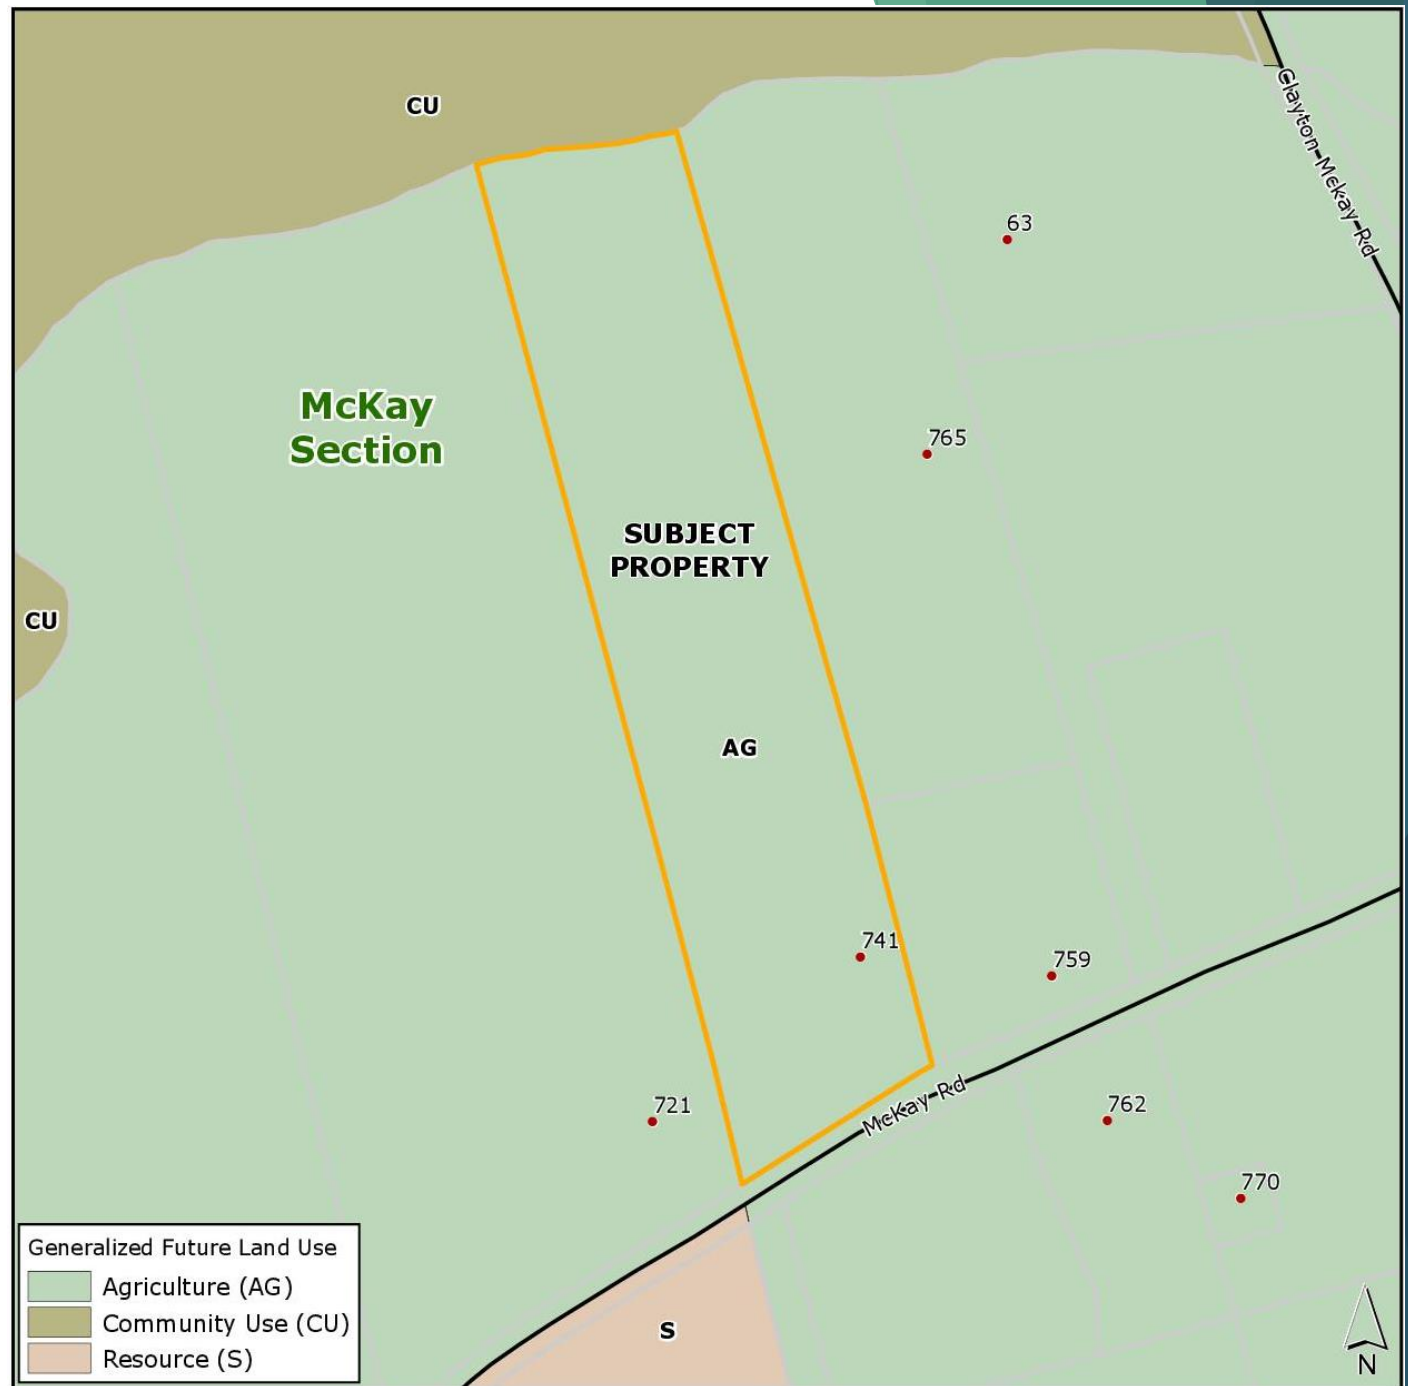 CU
Clayton Mckay Rd
63
McKay
Section
765
SUBJECT
PROPERTY
CU
AG
741
759
McKay Rd
721
762
770
Generalized Future Land Use
Agriculture (AG)
Community Use (CU)
Resource (S)
S
N